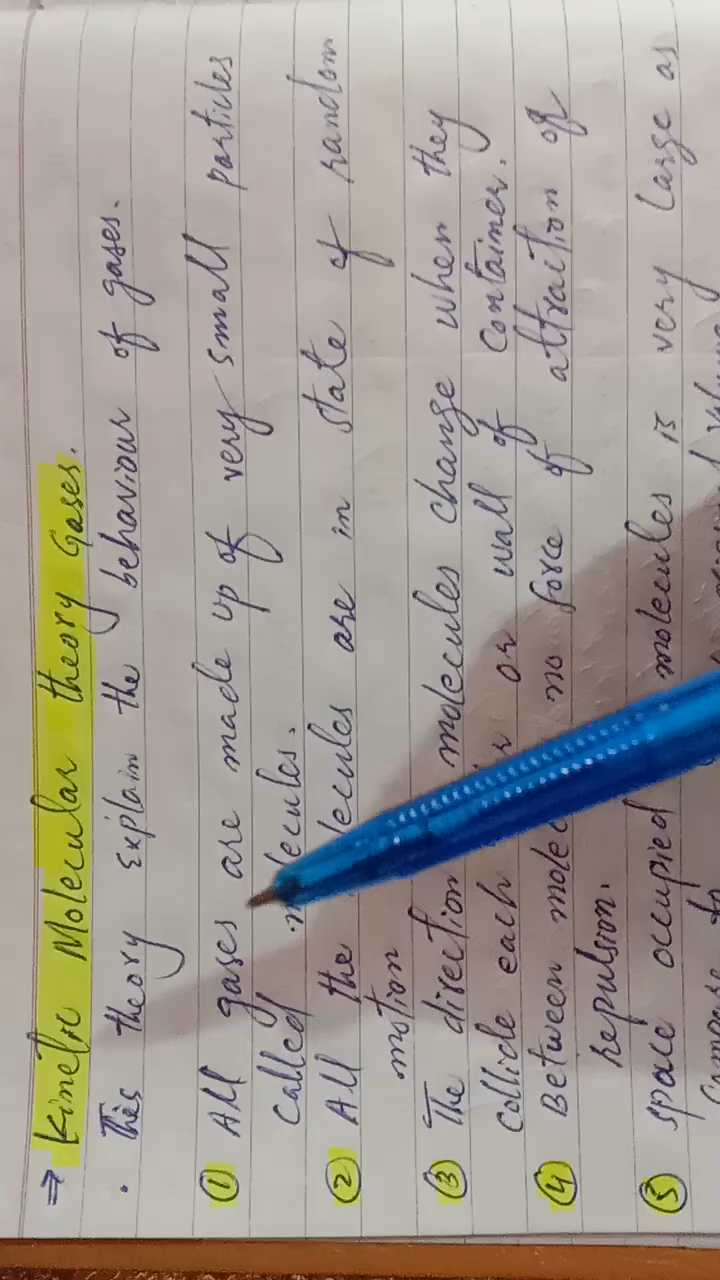 ⇒ Kinetic Molecular theory Gases.
. This theory Explain the behaviour of gases.
① All gases are made up of very small particles
called molecules.
② All the molecules are in state of random
motion
③ The direction molecules change when they
collide each or wall of container.
④ Between molec no force of attraction of
repulsion.
⑤ space occupied molecules is very large as